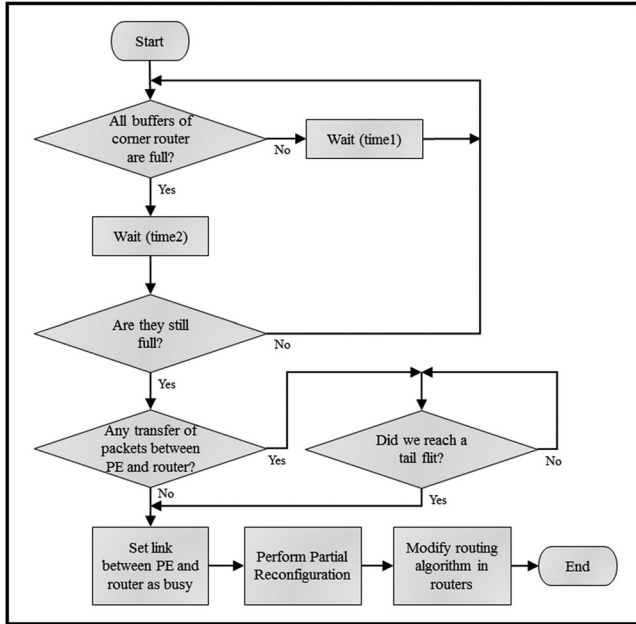 Start
All buffers of
corner router
are full?
No
Wait (time1)
Yes
Wait (time2)
Are they still
full?
No
Yes
Any transfer of
packets between
PE and router?
Yes
Did we reach a
tail flit?
No
No
Yes
Set link
between PE and
router as busy
Perform Partial
Reconfiguration
Modify routing
algorithm in
routers
End